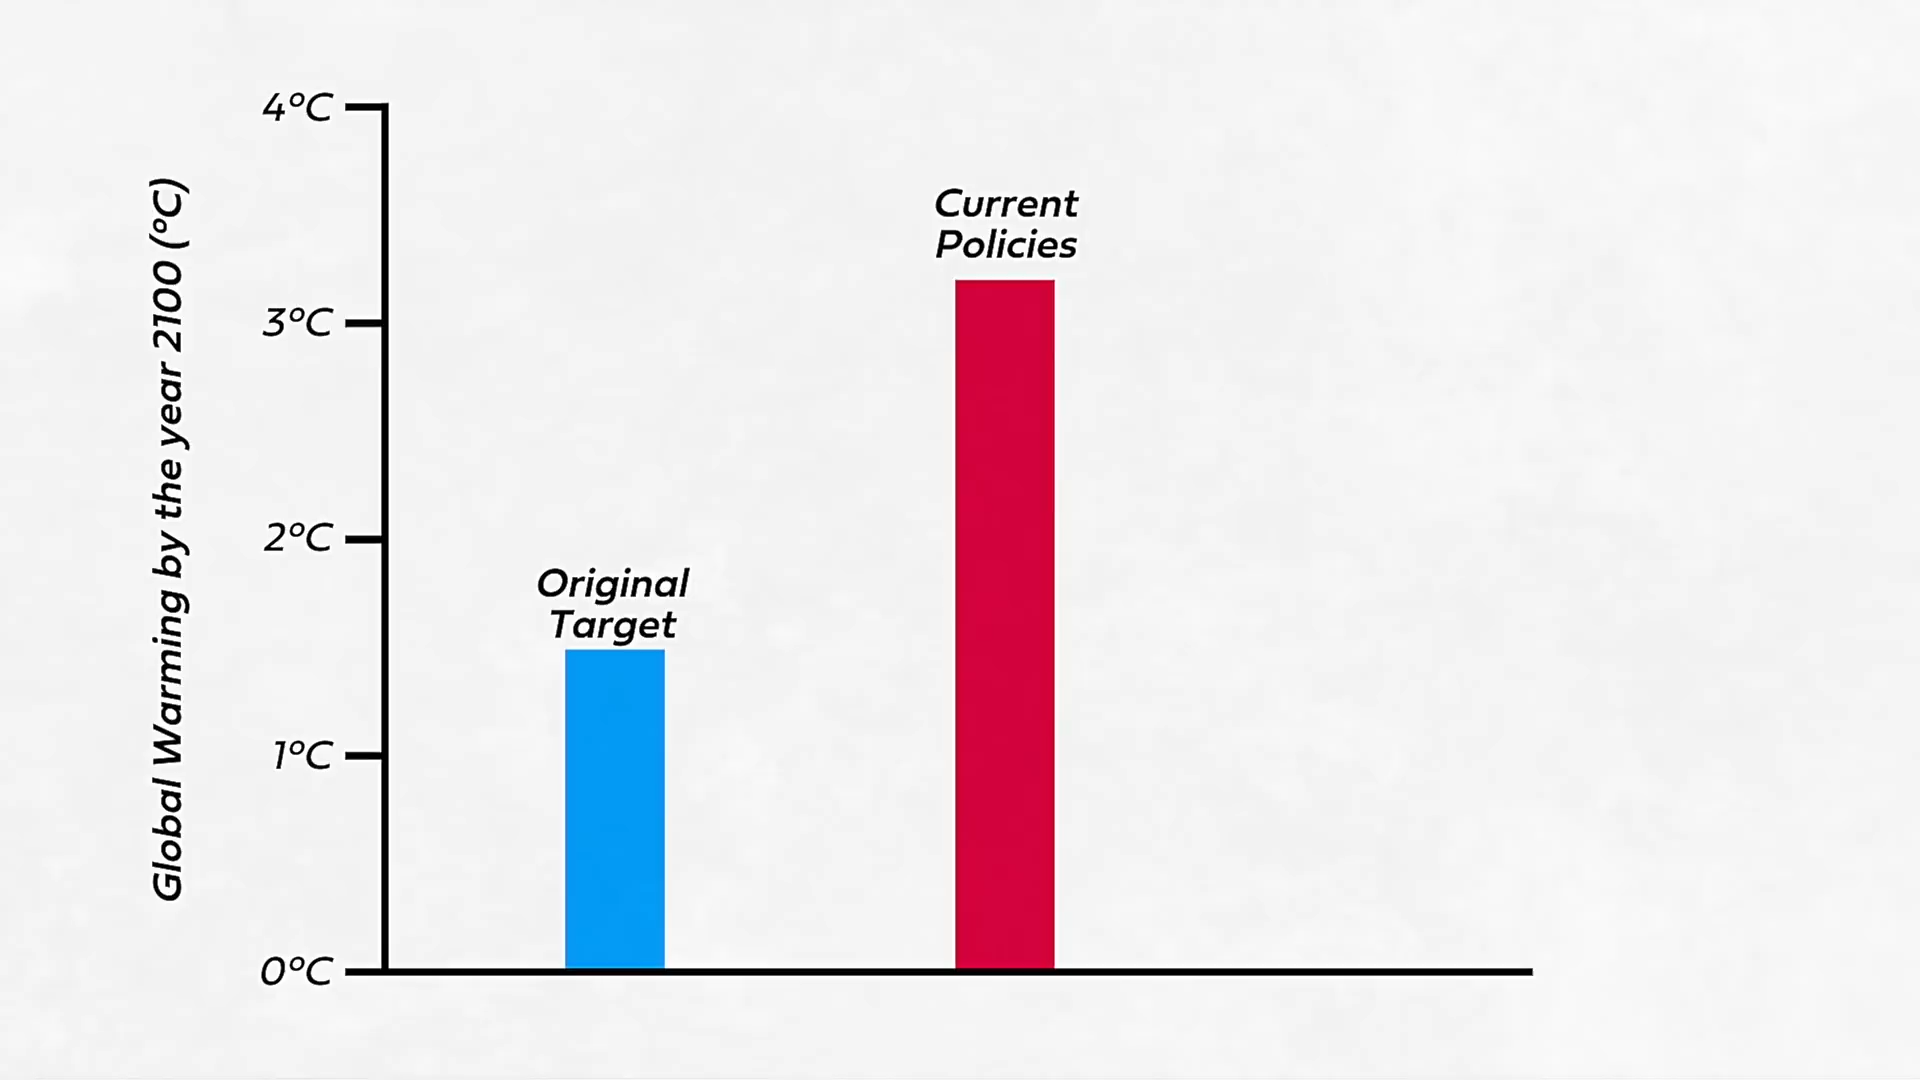 Global Warming by the year 2100 (°C)
4°C
3°C
2°C
1°C
0°C
Original
Target
Current
Policies